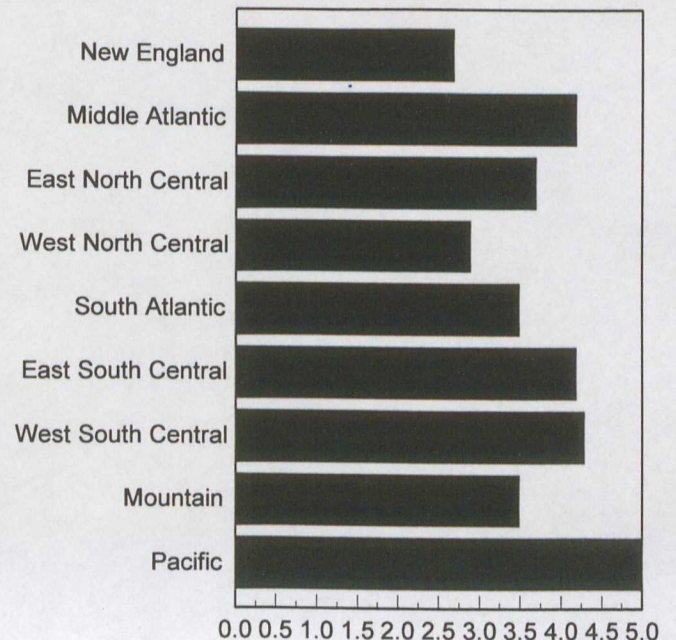 New England
Middle Atlantic
East North Central
West North Central
South Atlantic
East South Central
West South Central
Mountain
Pacific
0.0 0.5 1.0 1.5 2.0 2.5 3.0 3.5 4.0 4.5 5.0